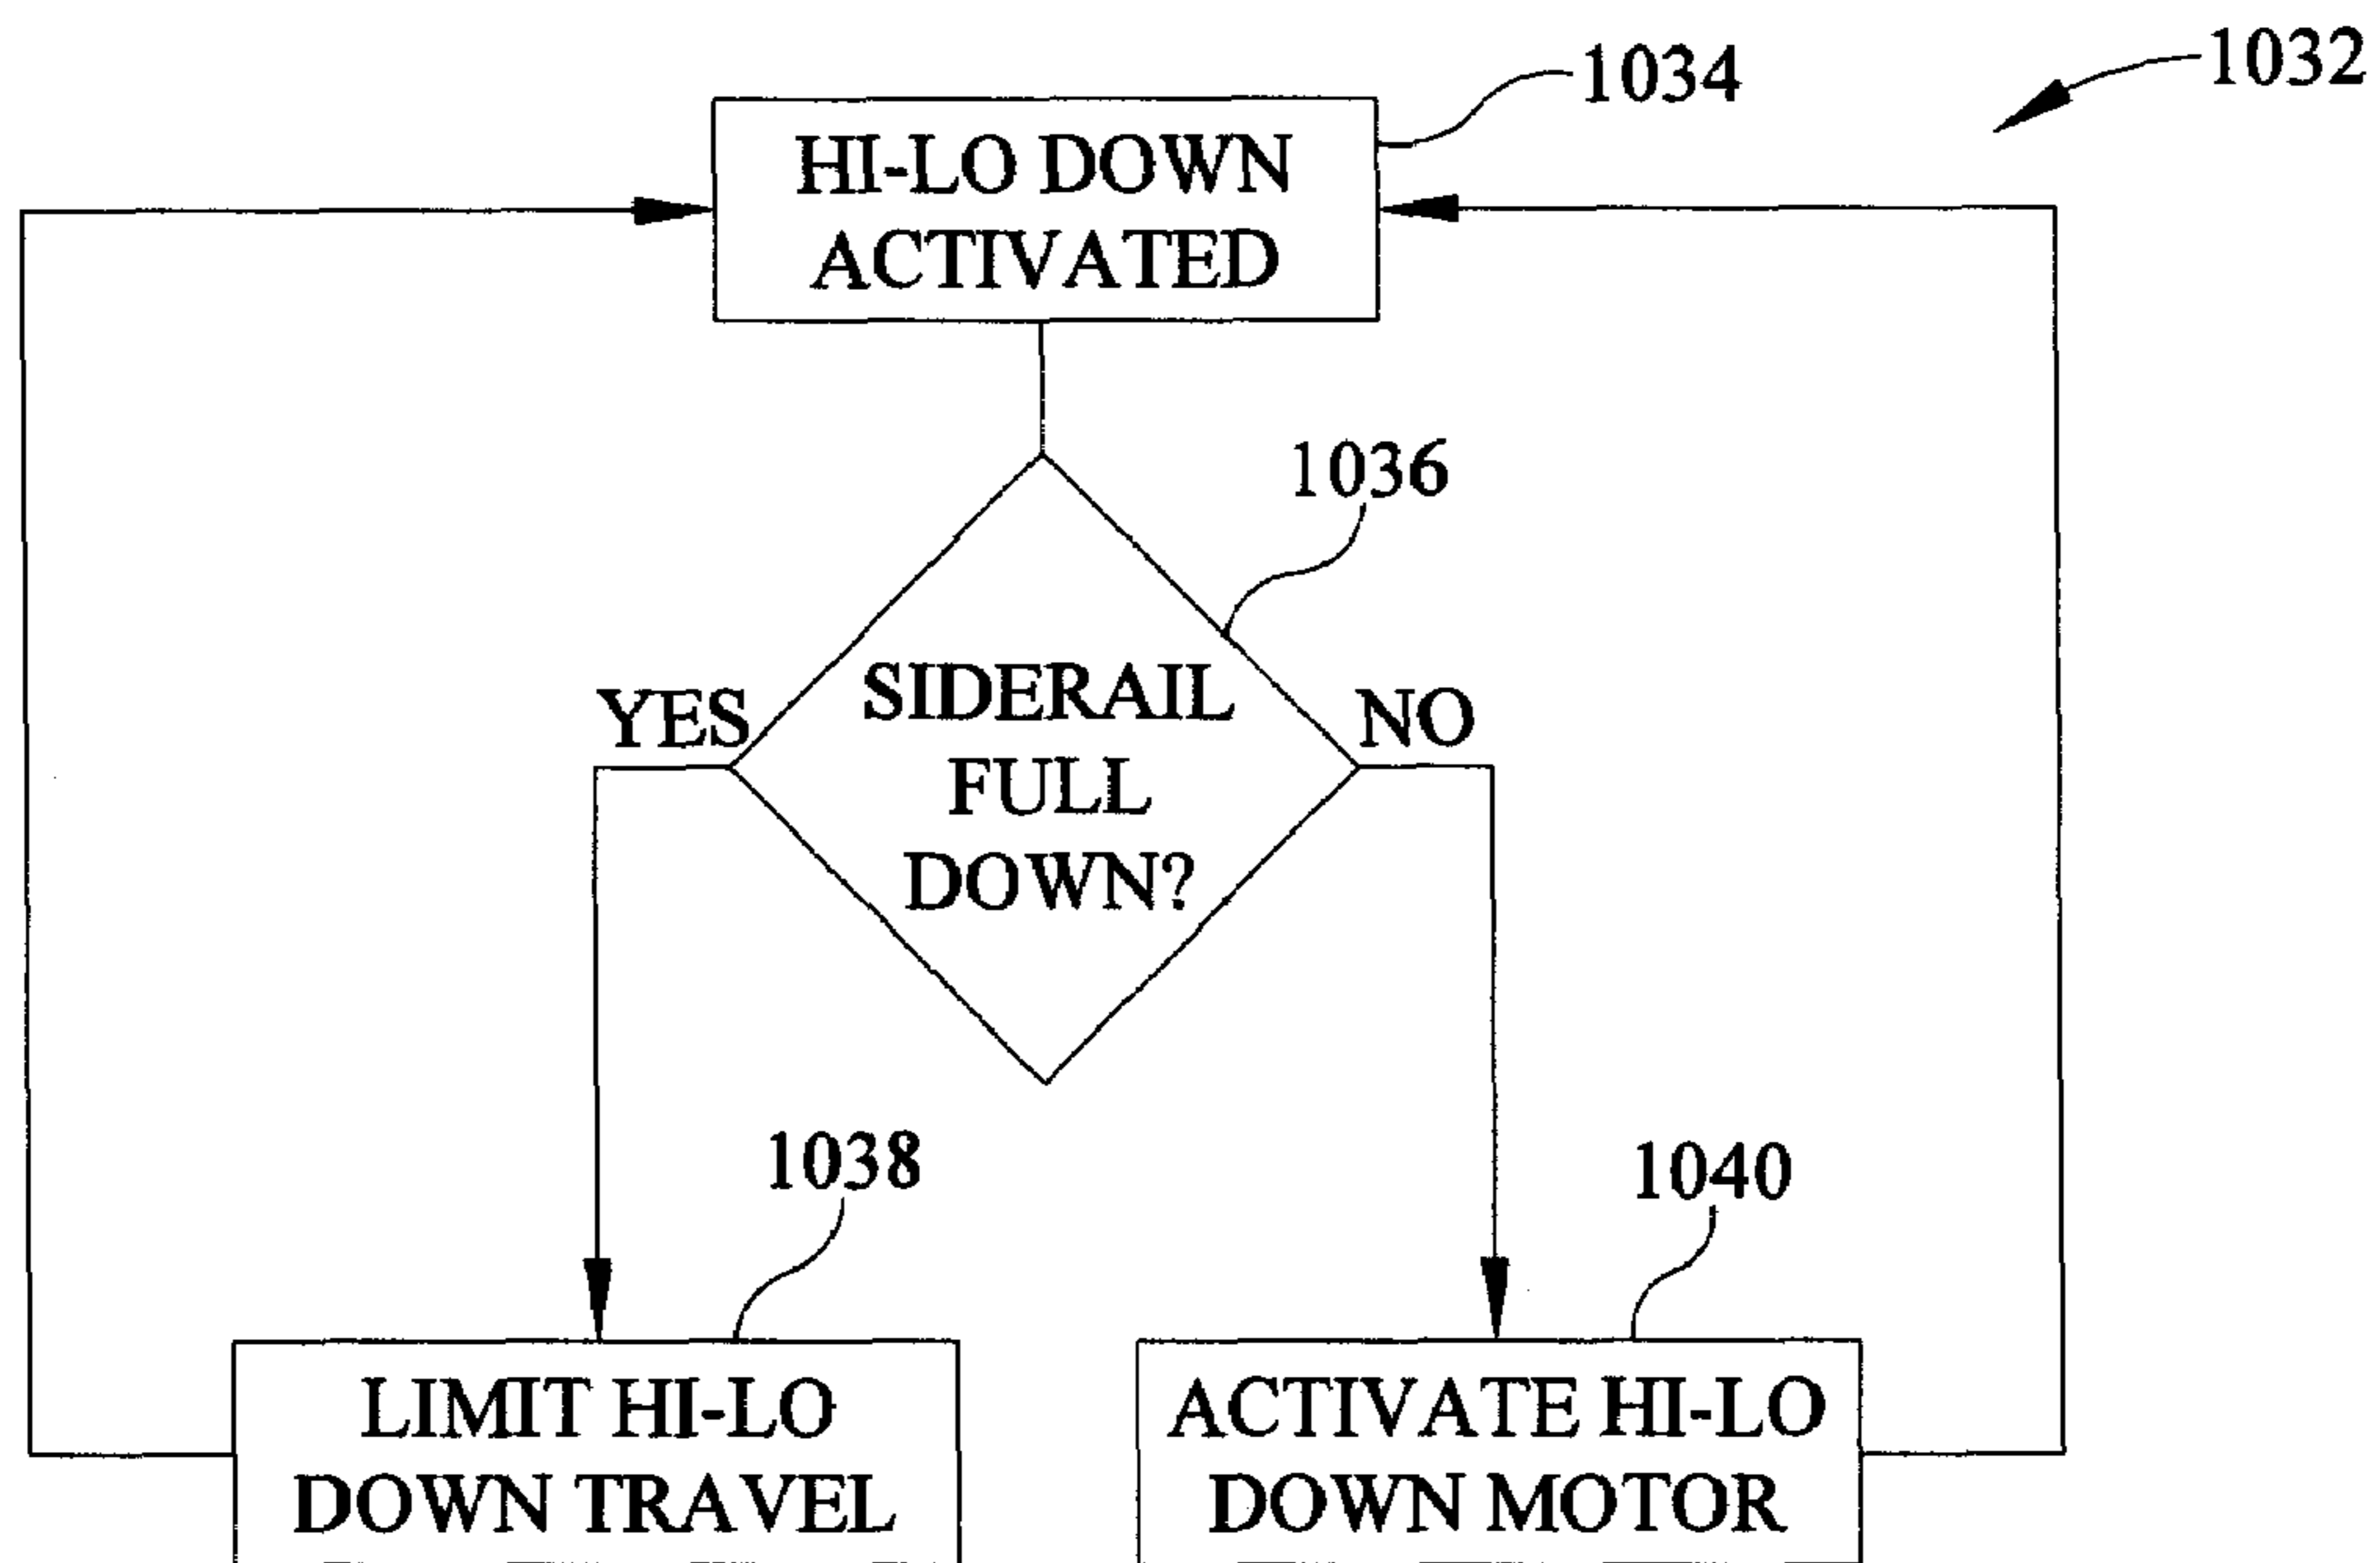 1032
1034
HI-LO DOWN
ACTIVATED
1036
YES
SIDERAIL
FULL
DOWN?
NO
1038
1040
LIMIT HI-LO
DOWN TRAVEL
ACTIVATE HI-LO
DOWN MOTOR